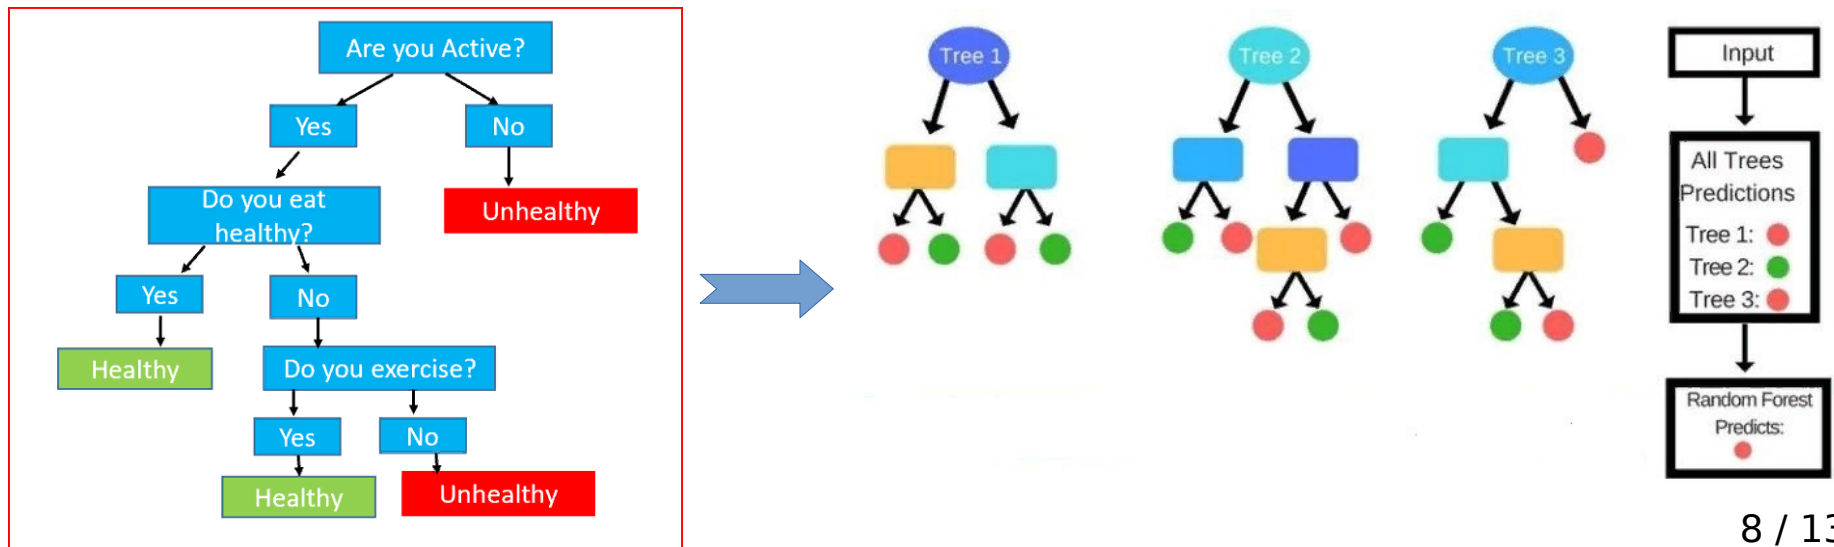 Are you Active?
Yes
No
Do you eat
healthy?
Unhealthy
Yes
No
Healthy
Do you exercise?
Yes
No
Healthy
Unhealthy
Tree 1
Tree 2
Tree 3
Input
All Trees
Predictions
Tree 1:
Tree 2:
Tree 3:
Random Forest
Predicts:
8 / 13